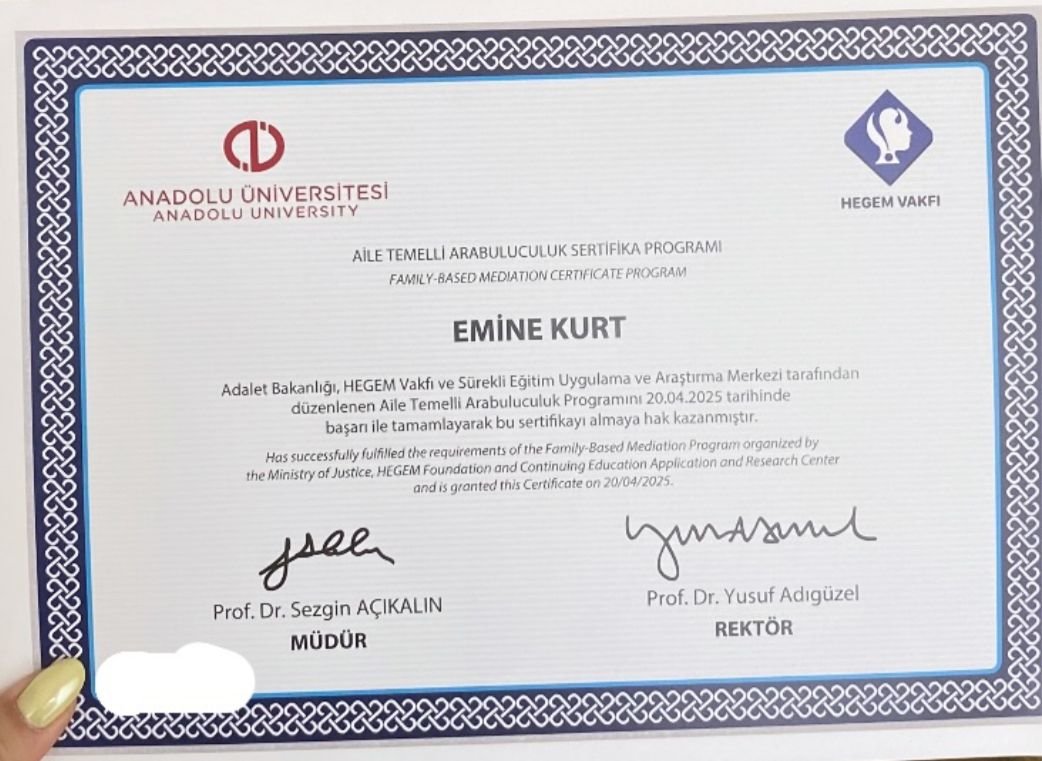 ANADOLU ÜNİVERSİTESİ
ANADOLU UNIVERSITY
HEGEM VAKFI
AİLE TEMELLİ ARABULUCULUK SERTİFİKA PROGRAMI
FAMILY-BASED MEDIATION CERTIFICATE PROGRAM
EMİNE KURT
Adalet Bakanlığı, HEGEM Vakfı ve Sürekli Eğitim Uygulama ve Araştırma Merkezi tarafından
düzenlenen Aile Temelli Arabuluculuk Programını 20.04.2025 tarihinde
başarı ile tamamlayarak bu sertifikayı almaya hak kazanmıştır.
Has successfully fulfilled the requirements of the Family-Based Mediation Program organized by
the Ministry of Justice, HEGEM Foundation and Continuing Education Application and Research Center
and is granted this Certificate on 20/04/2025.
Prof. Dr. Sezgin AÇIKALIN
MÜDÜR
Prof. Dr. Yusuf Adıgüzel
REKTÖR